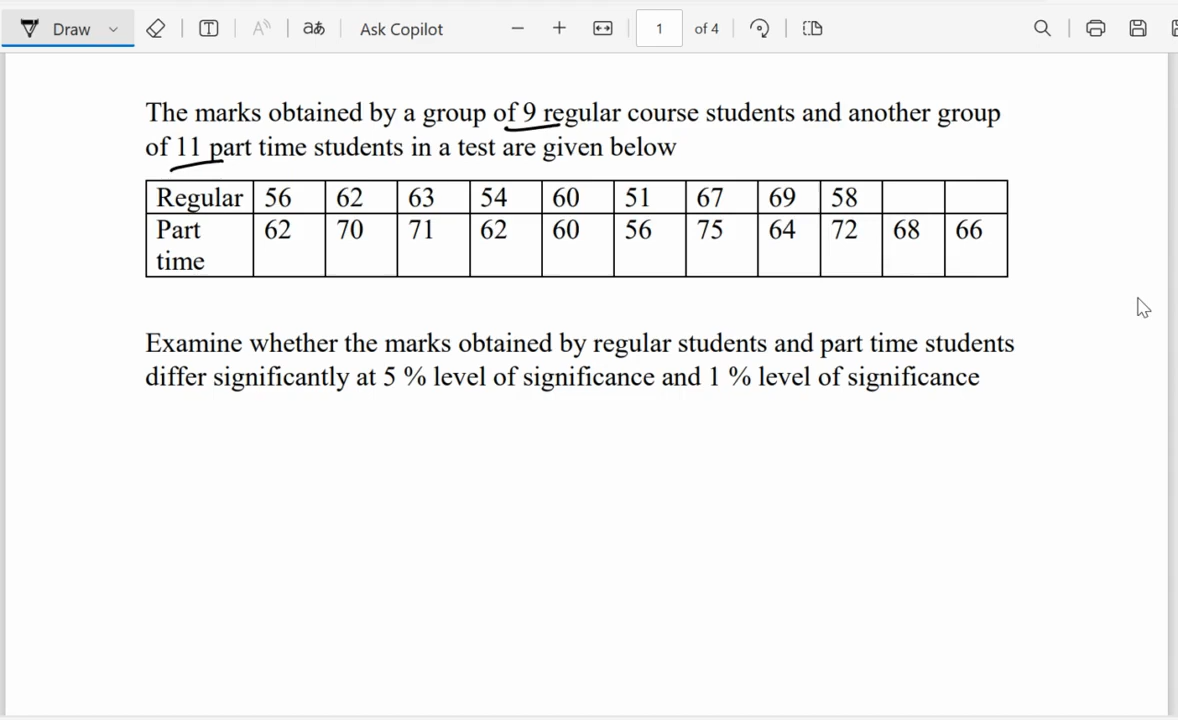 Draw aあ Ask Copilot 1 of 4
The marks obtained by a group of 9 regular course students and another group
of 11 part time students in a test are given below
Regular 56 62 63 54 60 51 67 69 58
Part 62 70 71 62 60 56 75 64 72 68 66
time
Examine whether the marks obtained by regular students and part time students
differ significantly at 5 % level of significance and 1 % level of significance